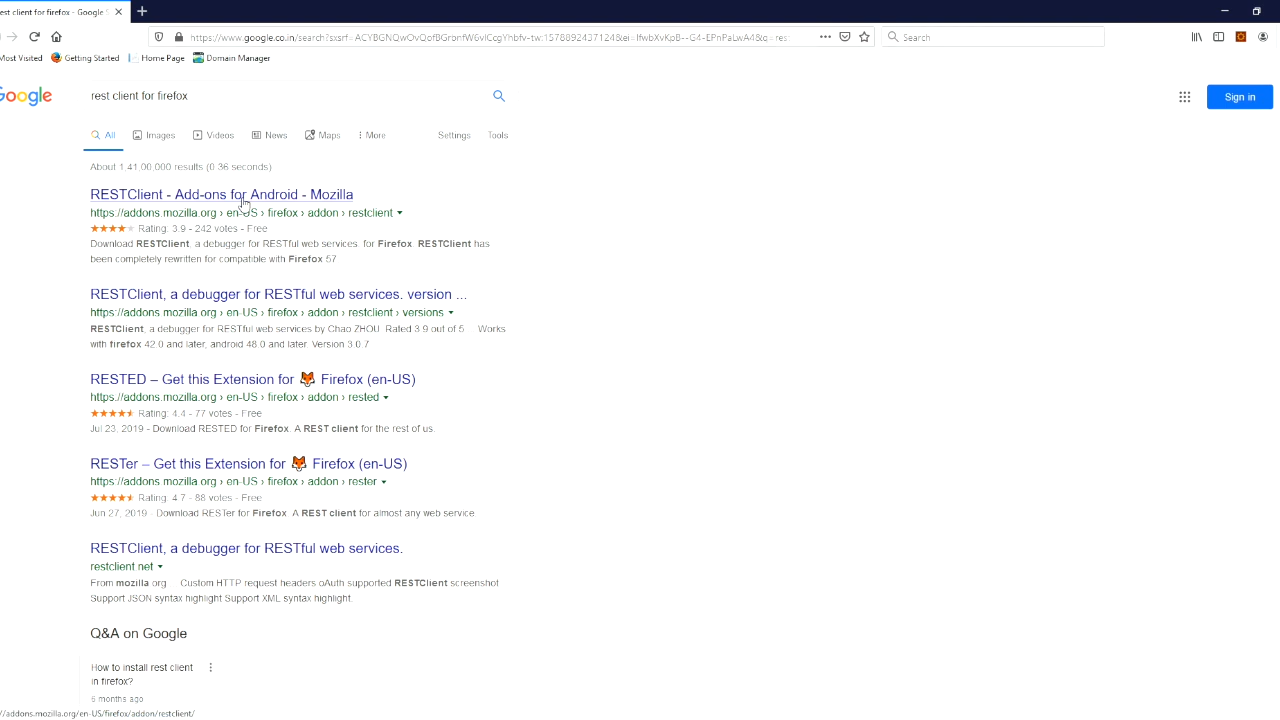 est client for firefox - Google S
https://www.google.co.in/search?sxsrf=
Search
Most Visited
Getting Started
Home Page
Domain Manager
oogle
rest client for firefox
Sign in
All
Images
Videos
News
Maps
More
Settings
Tools
About 1,41,00,000 results (0.36 seconds)
RESTClient - Add-ons for Android - Mozilla
https://addons.mozilla.org › en-US › firefox › addon › restclient
Rating: 3.9 - 242 votes - Free
Download RESTClient, a debugger for RESTful web services. for Firefox. RESTClient has
been completely rewritten for compatible with Firefox 57
RESTClient, a debugger for RESTful web services. version ...
https://addons.mozilla.org › en-US › firefox › addon › restclient › versions
RESTClient, a debugger for RESTful web services by Chao ZHOU. Rated 3.9 out of 5 Works
with firefox 42.0 and later, android 48.0 and later Version 3.0.7
RESTED – Get this Extension for 🦊 Firefox (en-US)
https://addons.mozilla.org › en-US › firefox › addon › rested
Rating: 4.4 - 77 votes - Free
Jul 23, 2019 - Download RESTED for Firefox. A REST client for the rest of us.
RESTer – Get this Extension for 🦊 Firefox (en-US)
https://addons.mozilla.org › en-US › firefox › addon › rester
Rating: 4.7 - 88 votes - Free
Jun 27, 2019 - Download RESTer for Firefox. A REST client for almost any web service.
RESTClient, a debugger for RESTful web services.
restclient.net
From mozilla.org Custom HTTP request headers oAuth supported RESTClient screenshot
Support JSON syntax highlight Support XML syntax highlight.
Q&A on Google
How to install rest client
in firefox?
6 months ago
//addons.mozilla.org/en-US/firefox/addon/restclient/